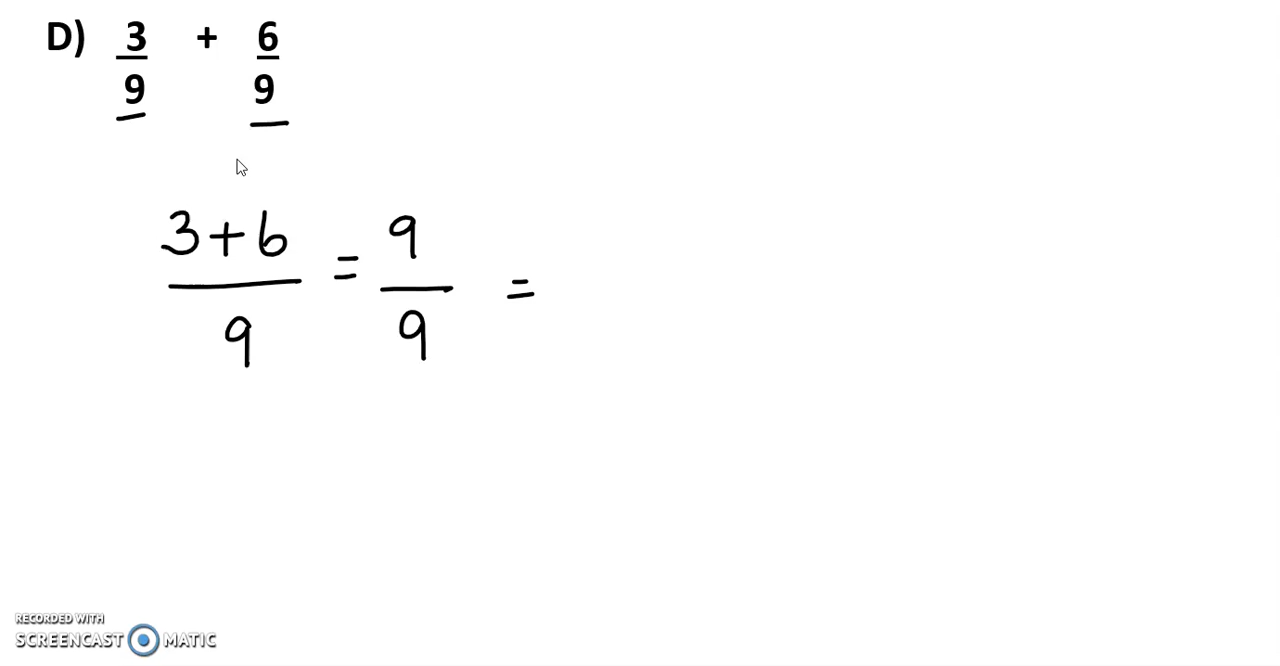 D) 3/9 + 6/9
3+6/9 = 9/9 =
RECORDED WITH
SCREENCAST MATIC